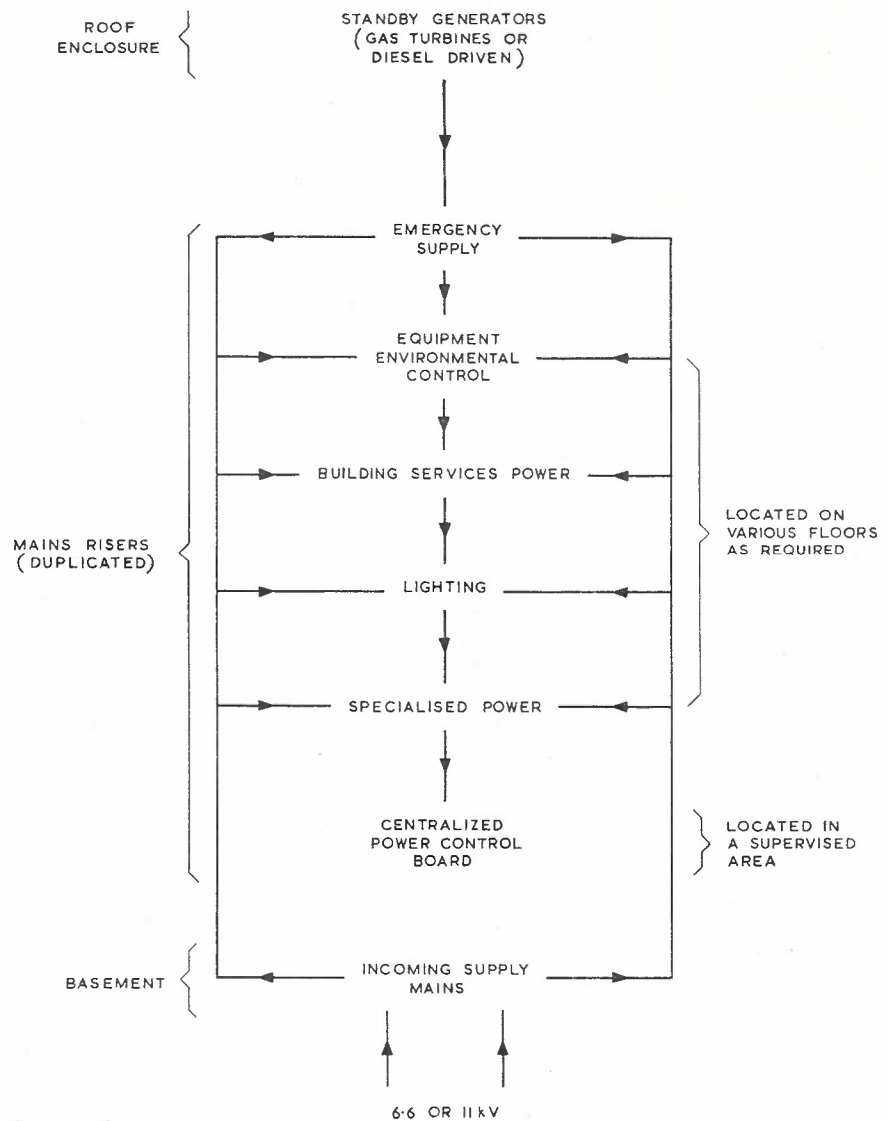 ROOF
ENCLOSURE
STANDBY GENERATORS
(GAS TURBINES OR
DIESEL DRIVEN)
EMERGENCY
SUPPLY
EQUIPMENT
ENVIRONMENTAL
CONTROL
BUILDING SERVICES POWER
LOCATED ON
VARIOUS FLOORS
AS REQUIRED
MAINS RISERS
(DUPLICATED)
LIGHTING
SPECIALISED POWER
CENTRALIZED
POWER CONTROL
BOARD
LOCATED IN
A SUPERVISED
AREA
BASEMENT
INCOMING SUPPLY
MAINS
6·6 OR 11kV